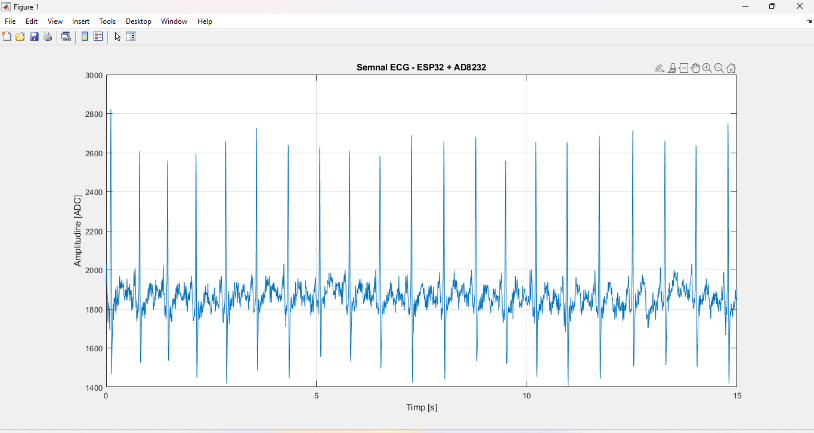 Figure 1
File Edit View Insert Tools Desktop Window Help
Semnal ECG - ESP32 + AD8232
3000
2800
2600
2400
2200
2000
1800
1600
1400
Amplitudine [ADC]
0 5 10 15
Timp [s]